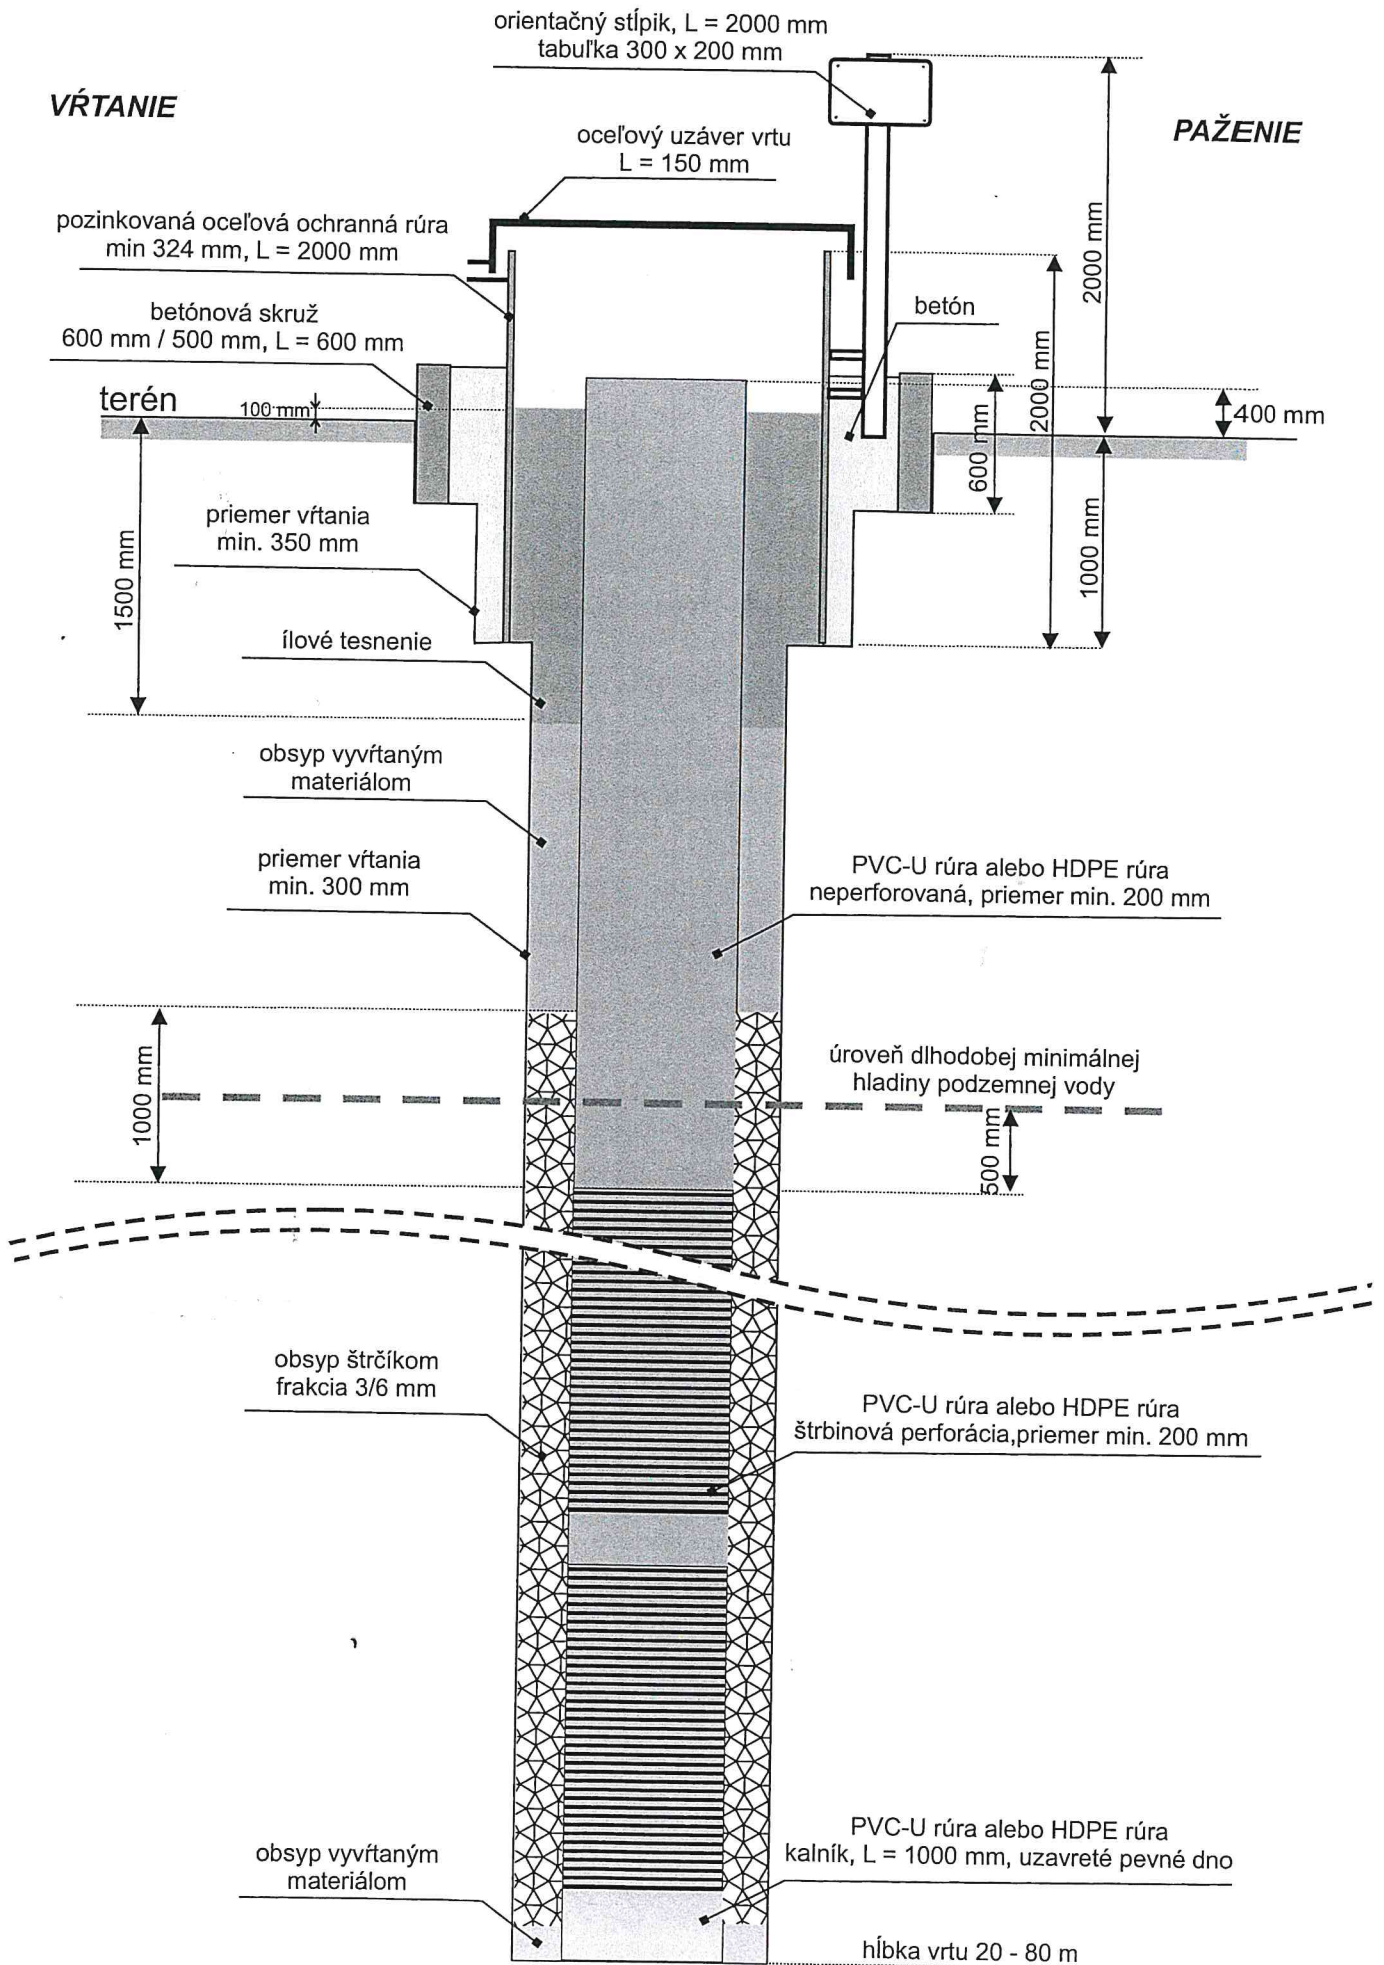 orientačný stĺpik, L = 2000 mm
tabuľka 300 x 200 mm
VŔTANIE
PAŽENIE
oceľový uzáver vrtu
L = 150 mm
pozinkovaná oceľová ochranná rúra
min 324 mm, L = 2000 mm
2000 mm
betónová skruž
600 mm / 500 mm, L = 600 mm
betón
2000 mm
terén
100 mm
400 mm
600 mm
priemer vŕtania
min. 350 mm
1500 mm
1000 mm
ílové tesnenie
obsyp vyvŕtaným
materiálom
priemer vŕtania
min. 300 mm
PVC-U rúra alebo HDPE rúra
neperforovaná, priemer min. 200 mm
1000 mm
úroveň dlhodobej minimálnej
hladiny podzemnej vody
500 mm
obsyp štrčíkom
frakcia 3/6 mm
PVC-U rúra alebo HDPE rúra
štrbinová perforácia,priemer min. 200 mm
obsyp vyvŕtaným
materiálom
PVC-U rúra alebo HDPE rúra
kalník, L = 1000 mm, uzavreté pevné dno
hĺbka vrtu 20 - 80 m